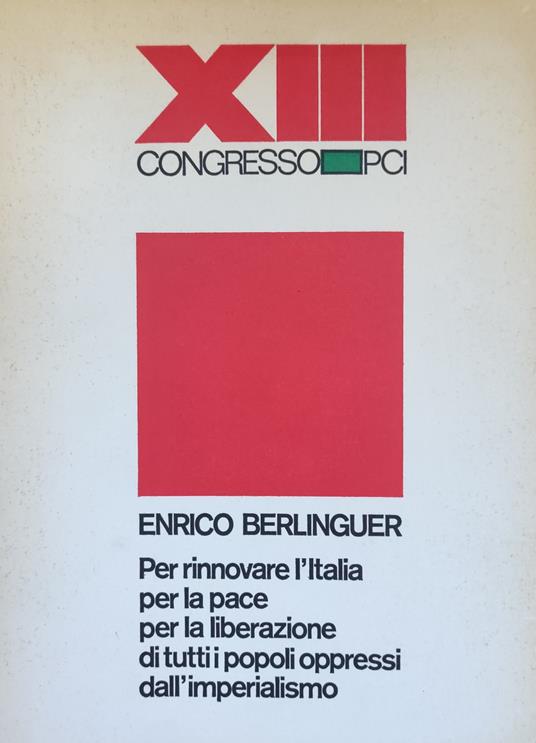 XIII
CONGRESSO PCI
ENRICO BERLINGUER
Per rinnovare l'Italia
per la pace
per la liberazione
di tutti i popoli oppressi
dall'imperialismo